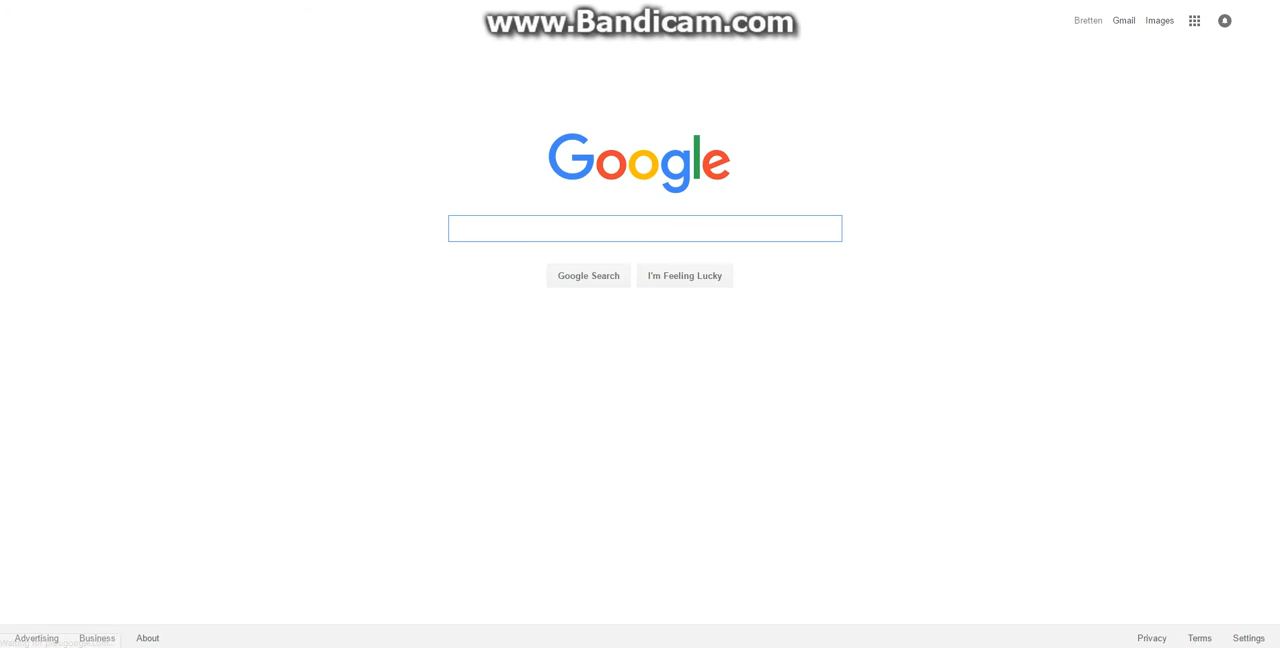 www.Bandicam.com
Bretten Gmail Images
Google
Google Search I'm Feeling Lucky
Advertising Business About Privacy Terms Settings